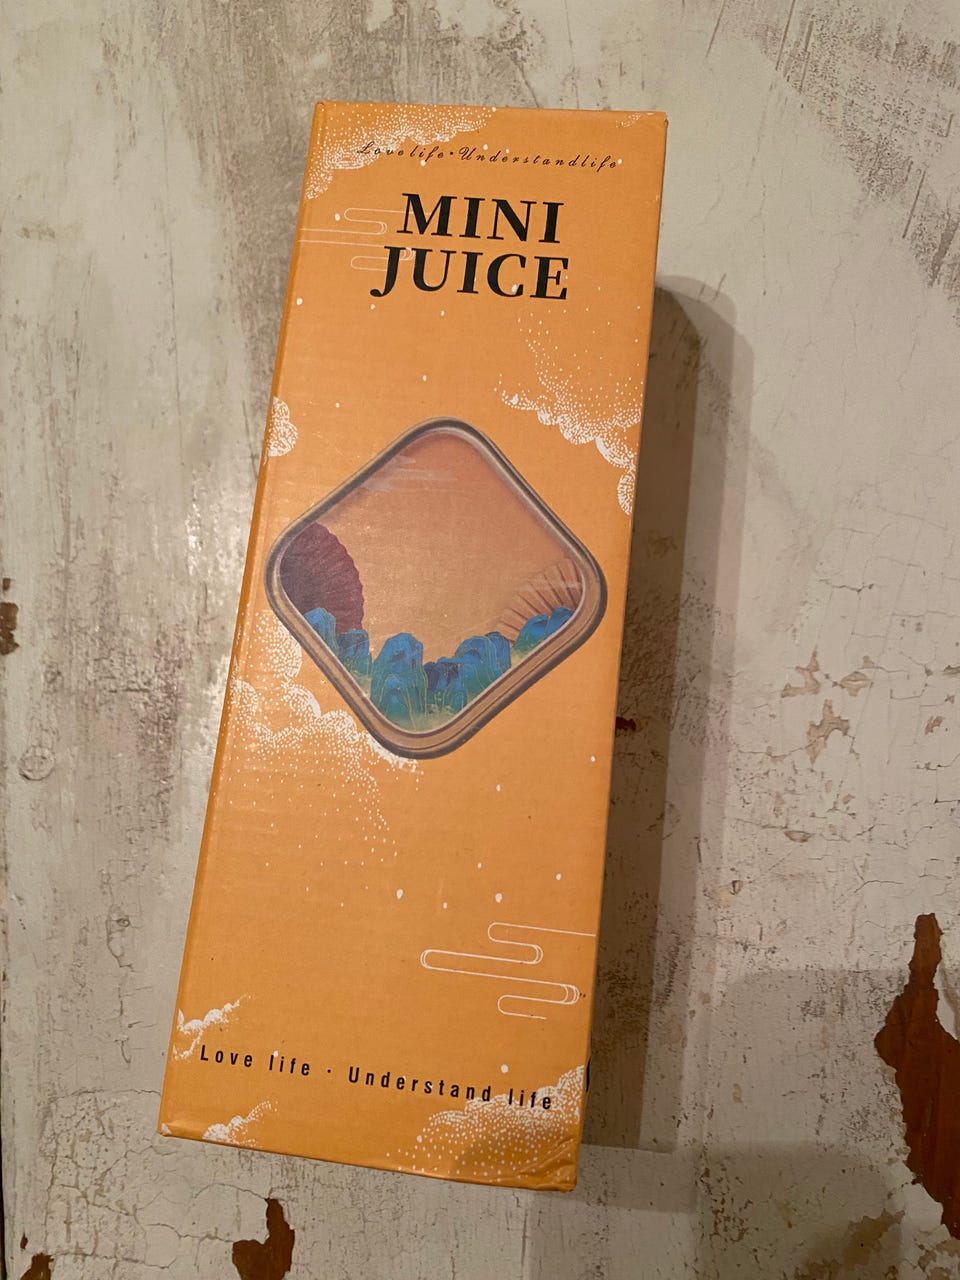 Lovelife·Understandlife
MINI
JUICE
Love life · Understand life